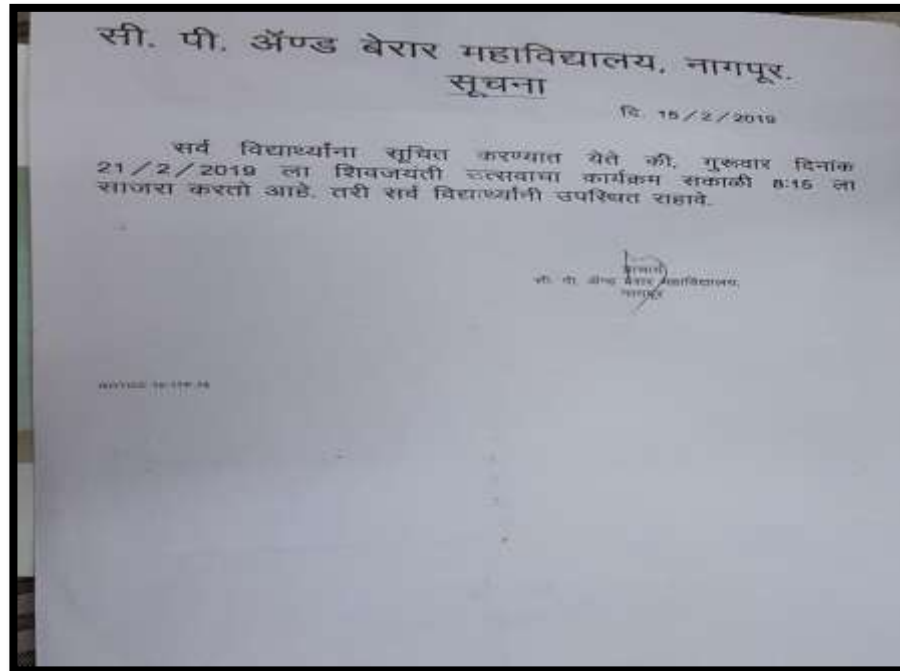 सी. पी. ॲण्ड बेरार महाविद्यालय, नागपूर.
सूचना
दि. 15/2/2019
सर्व विद्यार्थ्यांना सूचित करण्यात येते की, गुरूवार दिनांक
21/2/2019 ला शिवजयंती उत्सवाचा कार्यक्रम सकाळी 8:15 ला
साजरा करतो आहे. तरी सर्व विद्यार्थ्यांनी उपस्थित राहावे.
प्राचार्य
सी. पी. ॲण्ड बेरार महाविद्यालय,
नागपूर